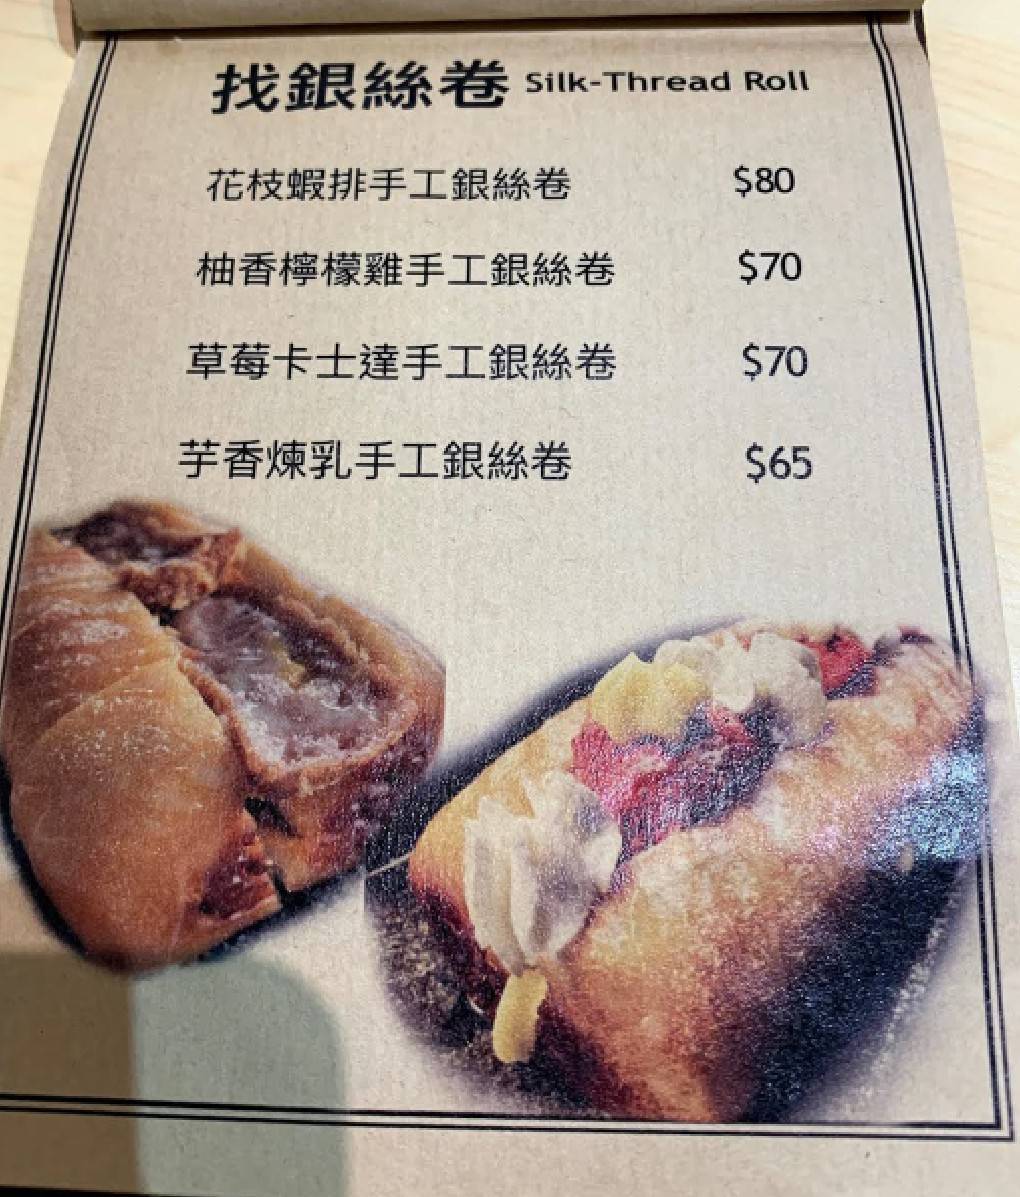 找銀絲卷 Silk-Thread Roll
花枝蝦排手工銀絲卷 $80
柚香檸檬雞手工銀絲卷 $70
草莓卡士達手工銀絲卷 $70
芋香煉乳手工銀絲卷 $65